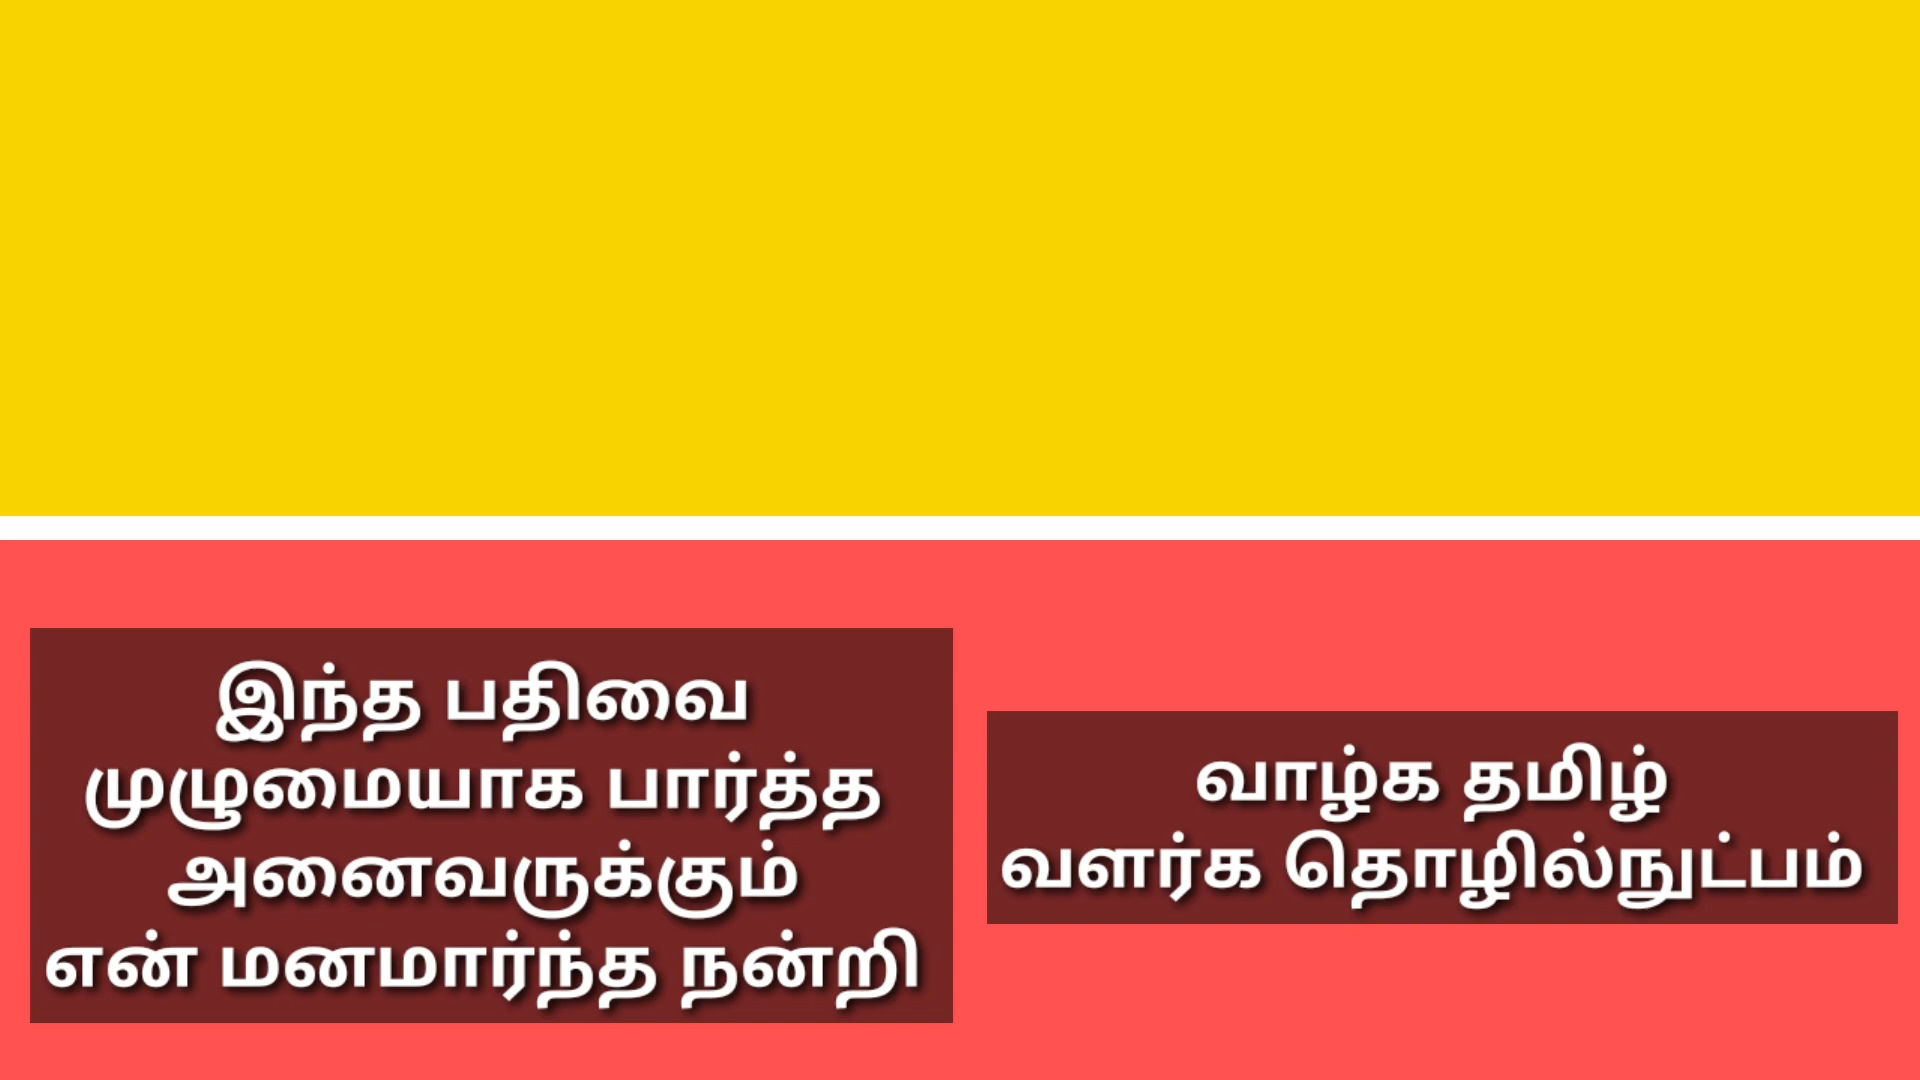 இந்த பதிவை
முழுமையாக பார்த்த
அனைவருக்கும்
என் மனமார்ந்த நன்றி
வாழ்க தமிழ்
வளர்க தொழில்நுட்பம்